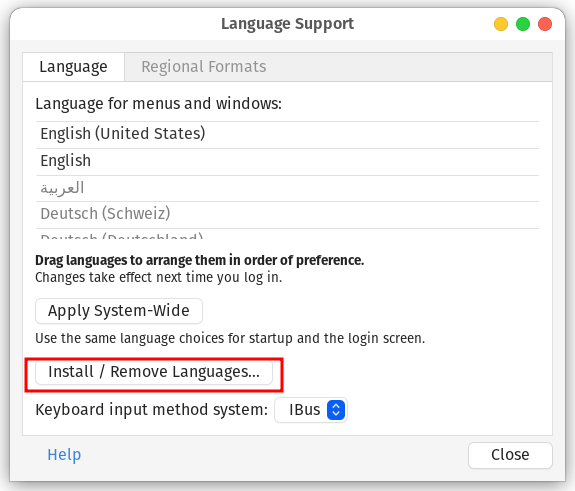 Language Support
Language
Regional Formats
Language for menus and windows:
English (United States)
English
العربية
Deutsch (Schweiz)
Deutsch (Deutschland)
Drag languages to arrange them in order of preference.
Changes take effect next time you log in.
Apply System-Wide
Use the same language choices for startup and the login screen.
Install / Remove Languages...
Keyboard input method system: IBus
Help
Close